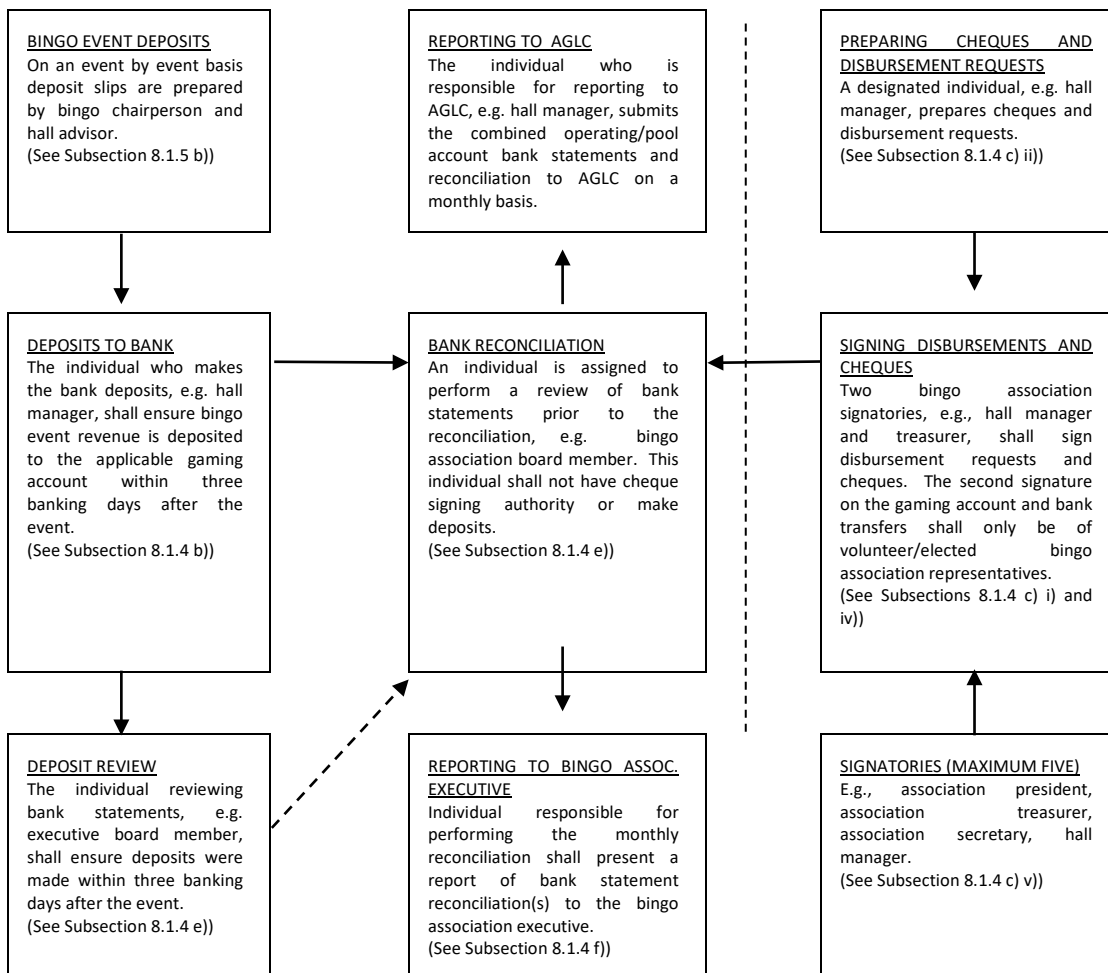 BINGO EVENT DEPOSITS
On an event by event basis
deposit slips are prepared
by bingo chairperson and
hall advisor.
(See Subsection 8.1.5 b))
REPORTING TO AGLC
The individual who is
responsible for reporting to
AGLC, e.g. hall manager, submits
the combined operating/pool
account bank statements and
reconciliation to AGLC on a
monthly basis.
PREPARING CHEQUES AND
DISBURSEMENT REQUESTS
A designated individual, e.g. hall
manager, prepares cheques and
disbursement requests.
(See Subsection 8.1.4 c) ii))
DEPOSITS TO BANK
The individual who makes
the bank deposits, e.g. hall
manager, shall ensure bingo
event revenue is deposited
to the applicable gaming
account within three
banking days after the
event.
(See Subsection 8.1.4 b))
BANK RECONCILIATION
An individual is assigned to
perform a review of bank
statements prior to the
reconciliation, e.g. bingo
association board member. This
individual shall not have cheque
signing authority or make
deposits.
(See Subsection 8.1.4 e))
SIGNING DISBURSEMENTS AND
CHEQUES
Two bingo association
signatories, e.g., hall manager
and treasurer, shall sign
disbursement requests and
cheques. The second signature
on the gaming account and bank
transfers shall only be of
volunteer/elected bingo
association representatives.
(See Subsections 8.1.4 c) i) and
iv))
DEPOSIT REVIEW
The individual reviewing
bank statements, e.g.
executive board member,
shall ensure deposits were
made within three banking
days after the event.
(See Subsection 8.1.4 e))
REPORTING TO BINGO ASSOC.
EXECUTIVE
Individual responsible for
performing the monthly
reconciliation shall present a
report of bank statement
reconciliation(s) to the bingo
association executive.
(See Subsection 8.1.4 f))
SIGNATORIES (MAXIMUM FIVE)
E.g., association president,
association treasurer,
association secretary, hall
manager.
(See Subsection 8.1.4 c) v))